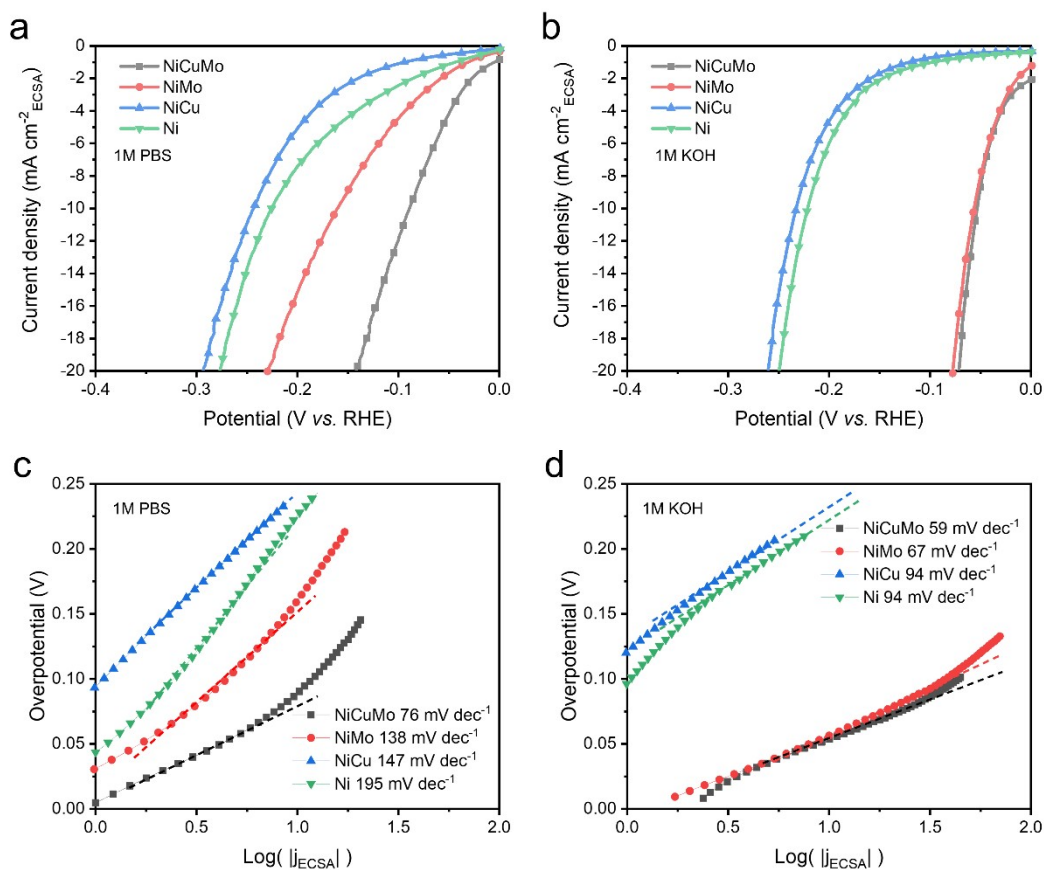 a
Current density (mA cm⁻²ECSA)
0
-2
-4
-6
-8
-10
-12
-14
-16
-18
-20
NiCuMo
NiMo
NiCu
Ni
1M PBS
-0.4 -0.3 -0.2 -0.1 0.0
Potential (V vs. RHE)
b
Current density (mA cm⁻²ECSA)
0
-2
-4
-6
-8
-10
-12
-14
-16
-18
-20
NiCuMo
NiMo
NiCu
Ni
1M KOH
-0.4 -0.3 -0.2 -0.1 0.0
Potential (V vs. RHE)
c
Overpotential (V)
0.25
0.20
0.15
0.10
0.05
0.00
1M PBS
NiCuMo 76 mV dec⁻¹
NiMo 138 mV dec⁻¹
NiCu 147 mV dec⁻¹
Ni 195 mV dec⁻¹
0.0 0.5 1.0 1.5 2.0
Log( |jECSA| )
d
Overpotential (V)
0.25
0.20
0.15
0.10
0.05
0.00
1M KOH
NiCuMo 59 mV dec⁻¹
NiMo 67 mV dec⁻¹
NiCu 94 mV dec⁻¹
Ni 94 mV dec⁻¹
0.0 0.5 1.0 1.5 2.0
Log( |jECSA| )